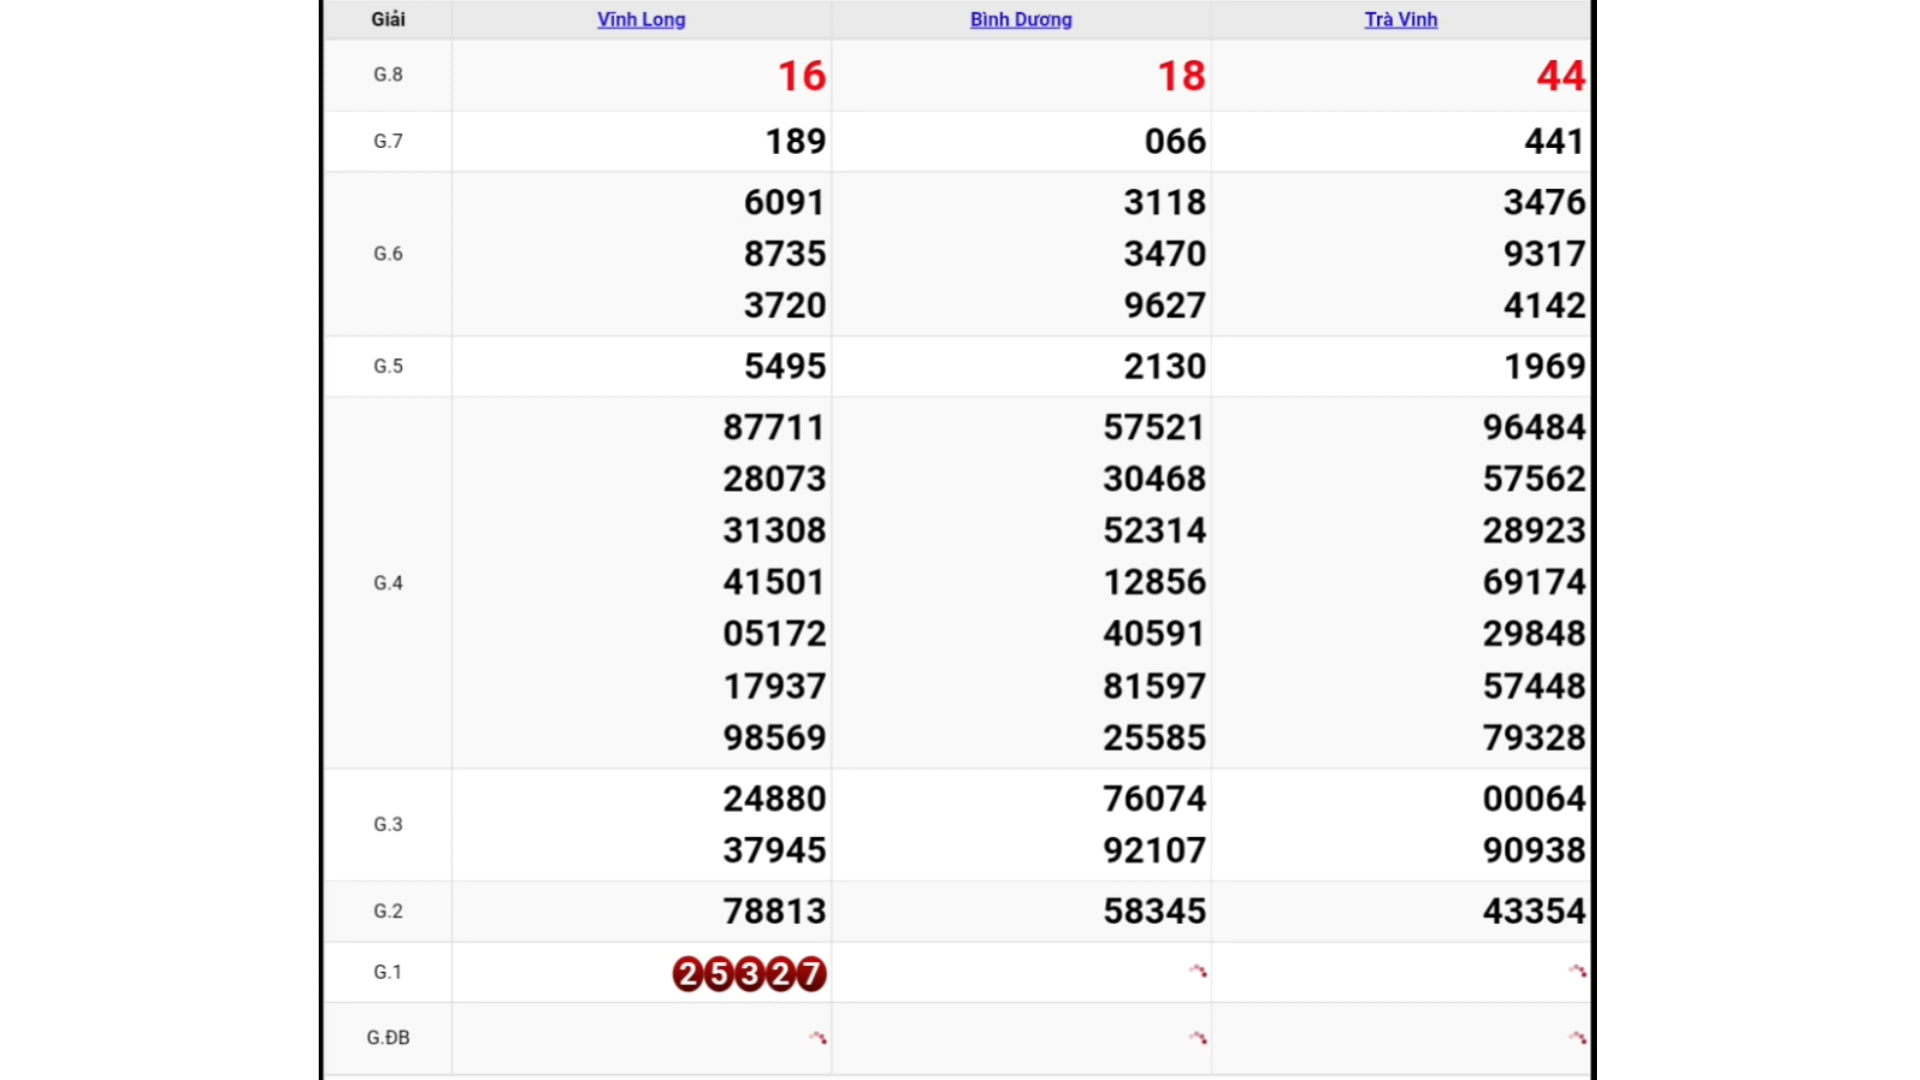 Giải Vĩnh Long Bình Dương Trà Vinh
G.8 16 18 44
G.7 189 066 441
6091 3118 3476
G.6 8735 3470 9317
3720 9627 4142
G.5 5495 2130 1969
87711 57521 96484
28073 30468 57562
31308 52314 28923
G.4 41501 12856 69174
05172 40591 29848
17937 81597 57448
98569 25585 79328
24880 76074 00064
G.3
37945 92107 90938
G.2 78813 58345 43354
G.1 25327
G.ĐB